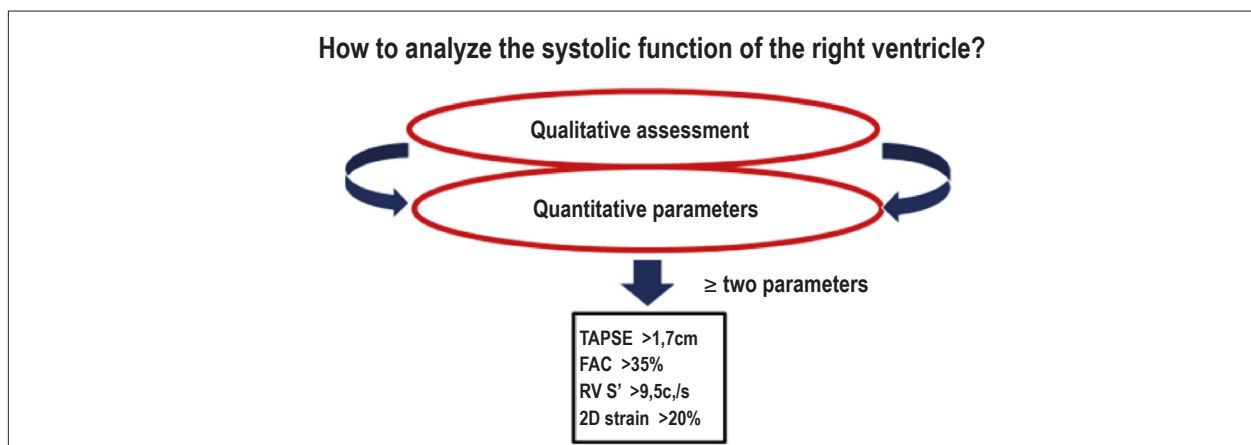 How to analyze the systolic function of the right ventricle?
Qualitative assessment
Quantitative parameters
≥ two parameters
TAPSE >1,7cm
FAC >35%
RV S’ >9,5c,/s
2D strain >20%